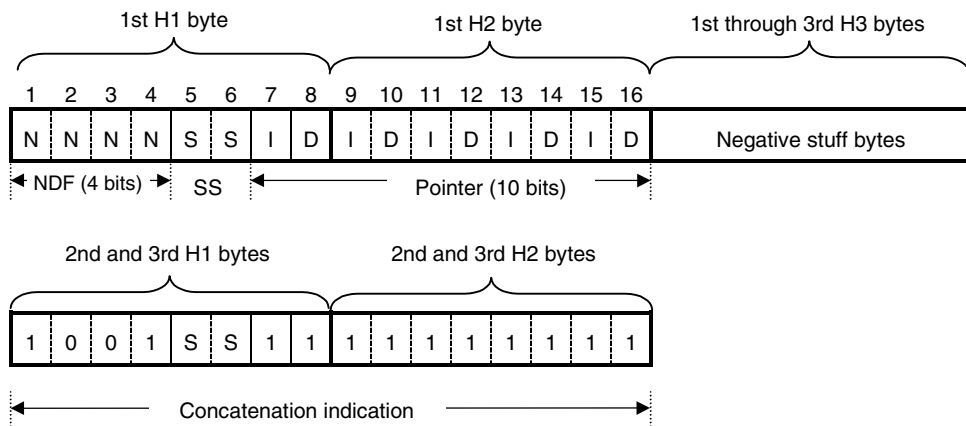 1st H1 byte 1st H2 byte 1st through 3rd H3 bytes
1 2 3 4 5 6 7 8 9 10 11 12 13 14 15 16
N N N N S S I D I D I D I D I D Negative stuff bytes
NDF (4 bits) SS Pointer (10 bits)
2nd and 3rd H1 bytes 2nd and 3rd H2 bytes
1 0 0 1 S S 1 1 1 1 1 1 1 1 1 1
Concatenation indication